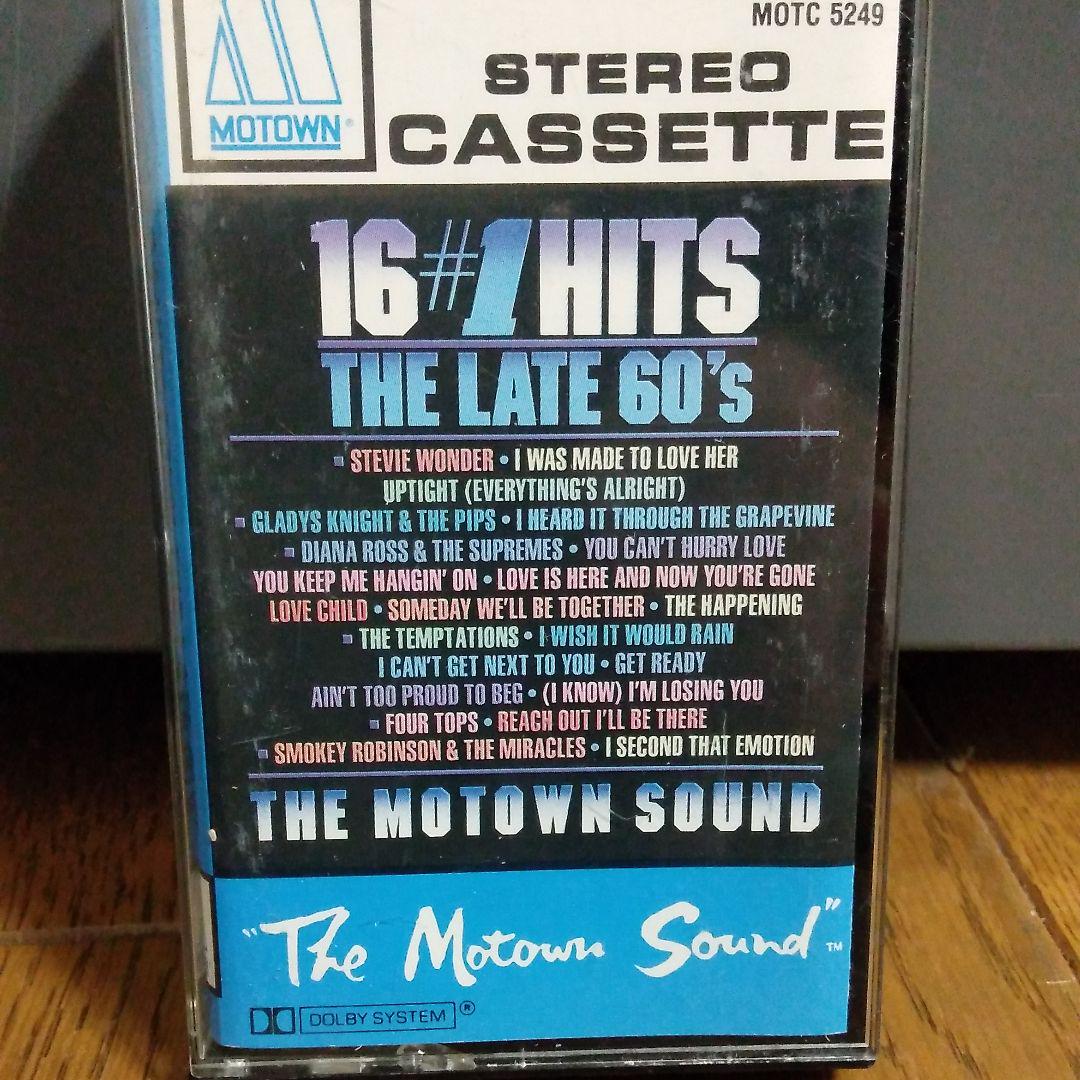 MOTC 5249
MOTOWN®
STEREO
CASSETTE
16 #1 HITS
THE LATE 60's
STEVIE WONDER • I WAS MADE TO LOVE HER
UPTIGHT (EVERYTHING'S ALRIGHT)
GLADYS KNIGHT & THE PIPS • I HEARD IT THROUGH THE GRAPEVINE
DIANA ROSS & THE SUPREMES • YOU CAN'T HURRY LOVE
YOU KEEP ME HANGIN' ON • LOVE IS HERE AND NOW YOU'RE GONE
LOVE CHILD • SOMEDAY WE'LL BE TOGETHER • THE HAPPENING
THE TEMPTATIONS • I WISH IT WOULD RAIN
I CAN'T GET NEXT TO YOU • GET READY
AIN'T TOO PROUD TO BEG • (I KNOW) I'M LOSING YOU
FOUR TOPS • REACH OUT I'LL BE THERE
SMOKEY ROBINSON & THE MIRACLES • I SECOND THAT EMOTION
THE MOTOWN SOUND
"The Motown Sound"™
DOLBY SYSTEM®